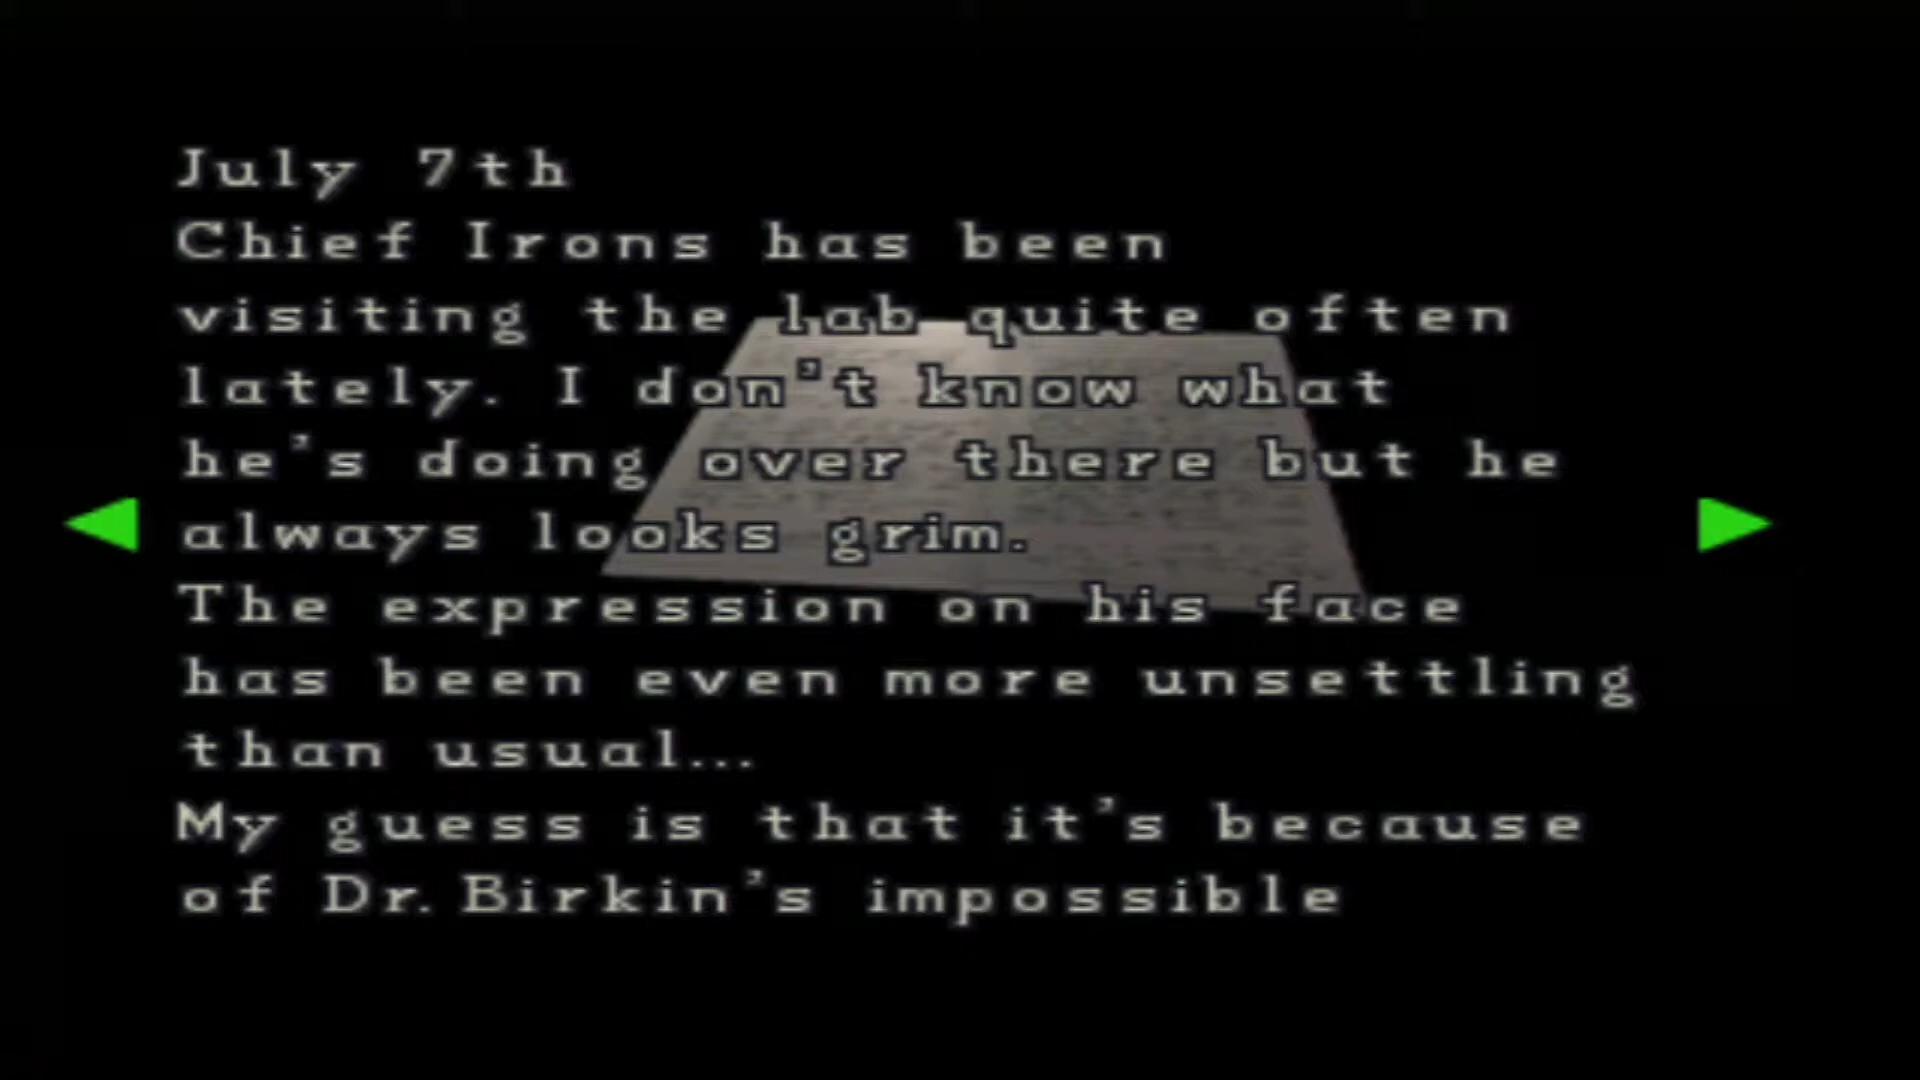 July 7th
Chief Irons has been
visiting the lab quite often
lately. I don't know what
he's doing over there but he
always looks grim.
The expression on his face
has been even more unsettling
than usual...
My guess is that it's because
of Dr.Birkin's impossible